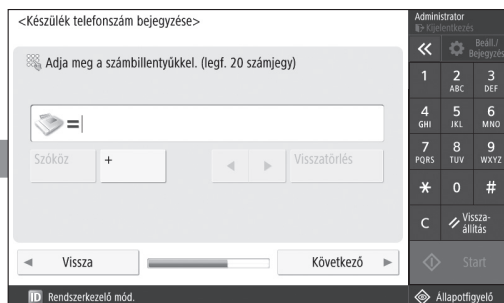 <Készülék telefonszám bejegyzése>
Adja meg a számbillentyűkkel. (legf. 20 számjegy)
=
Szóköz
+
Visszatörlés
Vissza
Következő
ID Rendszerkezelő mód.
Administrator
Kijelentkezés
Beáll./
Bejegyzés
1
2
ABC
3
DEF
4
GHI
5
JKL
6
MNO
7
PQRS
8
TUV
9
WXYZ
*
0
#
C
Vissza-
állítás
Start
Állapotfigyelő